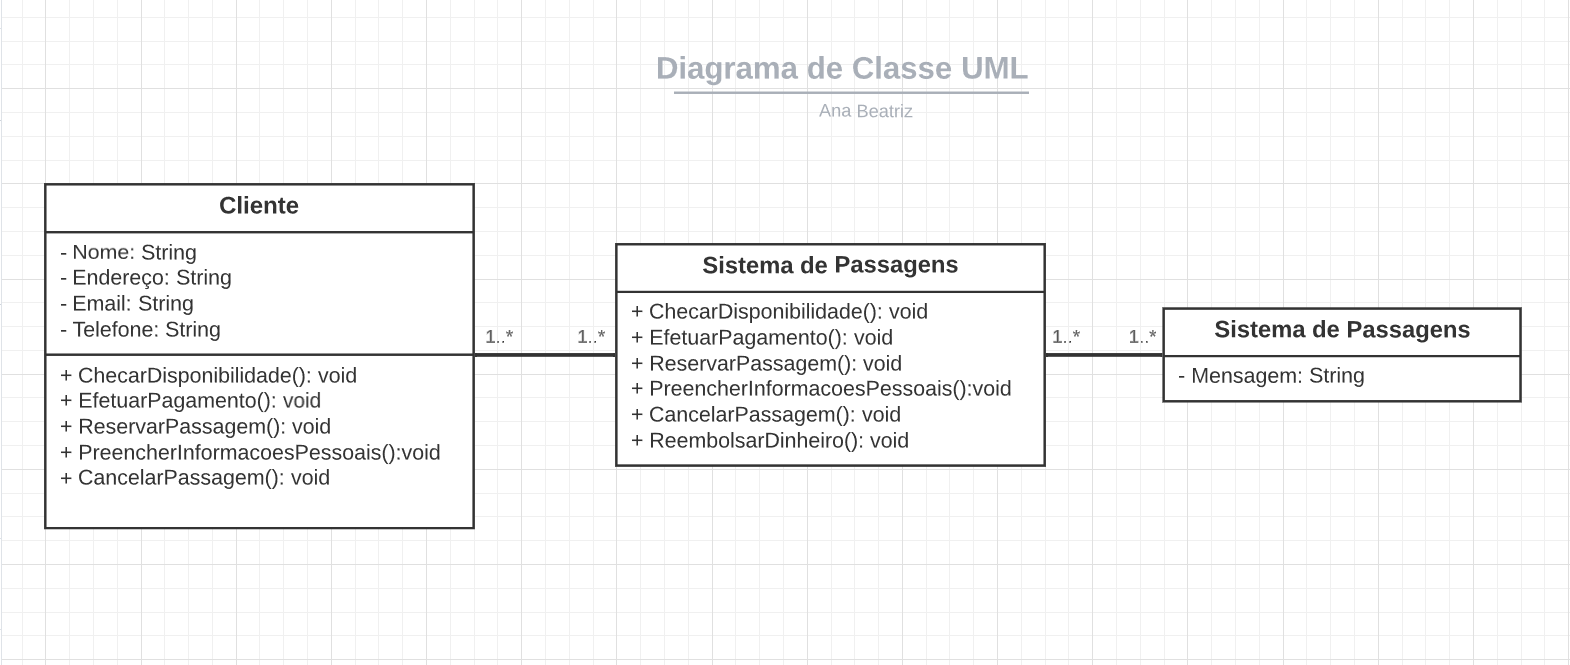 Diagrama de Classe UML
Ana Beatriz
Cliente
- Nome: String
- Endereço: String
- Email: String
- Telefone: String
+ ChecarDisponibilidade(): void
+ EfetuarPagamento(): void
+ ReservarPassagem(): void
+ PreencherInformacoesPessoais():void
+ CancelarPassagem(): void
1..*
1..*
Sistema de Passagens
+ ChecarDisponibilidade(): void
+ EfetuarPagamento(): void
+ ReservarPassagem(): void
+ PreencherInformacoesPessoais():void
+ CancelarPassagem(): void
+ ReembolsarDinheiro(): void
1..*
1..*
Sistema de Passagens
- Mensagem: String